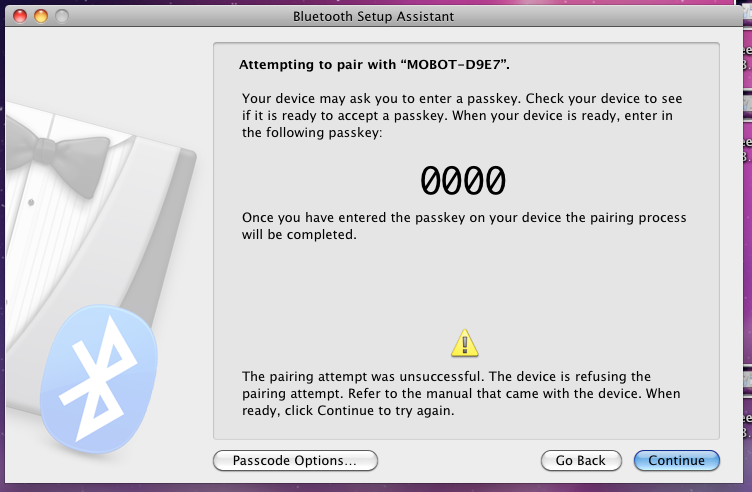 Bluetooth Setup Assistant
Attempting to pair with “MOBOT-D9E7”.
Your device may ask you to enter a passkey. Check your device to see
if it is ready to accept a passkey. When your device is ready, enter in
the following passkey:
0000
Once you have entered the passkey on your device the pairing process
will be completed.
The pairing attempt was unsuccessful. The device is refusing the
pairing attempt. Refer to the manual that came with the device. When
ready, click Continue to try again.
Passcode Options...
Go Back
Continue